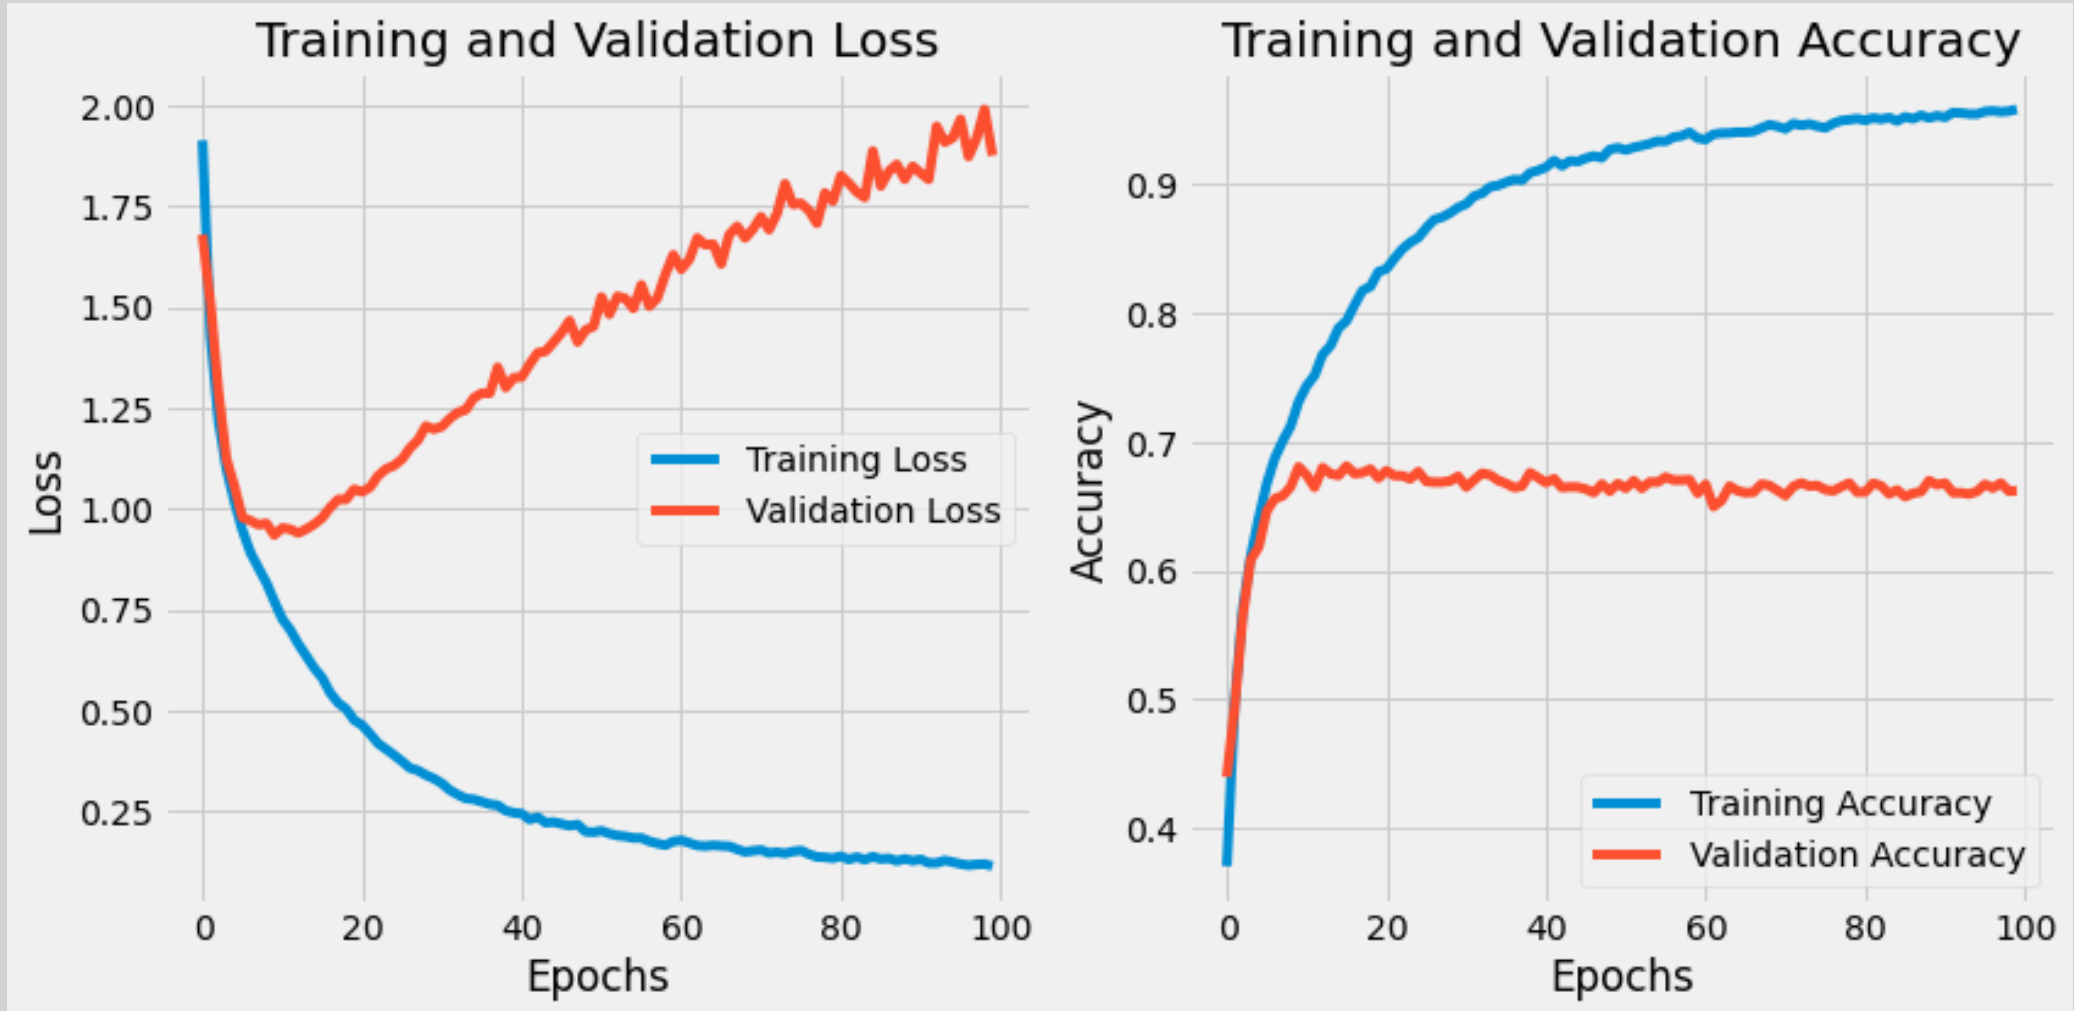 Training and Validation Loss
2.00
1.75
1.50
1.25
1.00
0.75
0.50
0.25
Loss
Training Loss
Validation Loss
0 20 40 60 80 100
Epochs
Training and Validation Accuracy
0.9
0.8
0.7
0.6
0.5
0.4
Accuracy
Training Accuracy
Validation Accuracy
0 20 40 60 80 100
Epochs